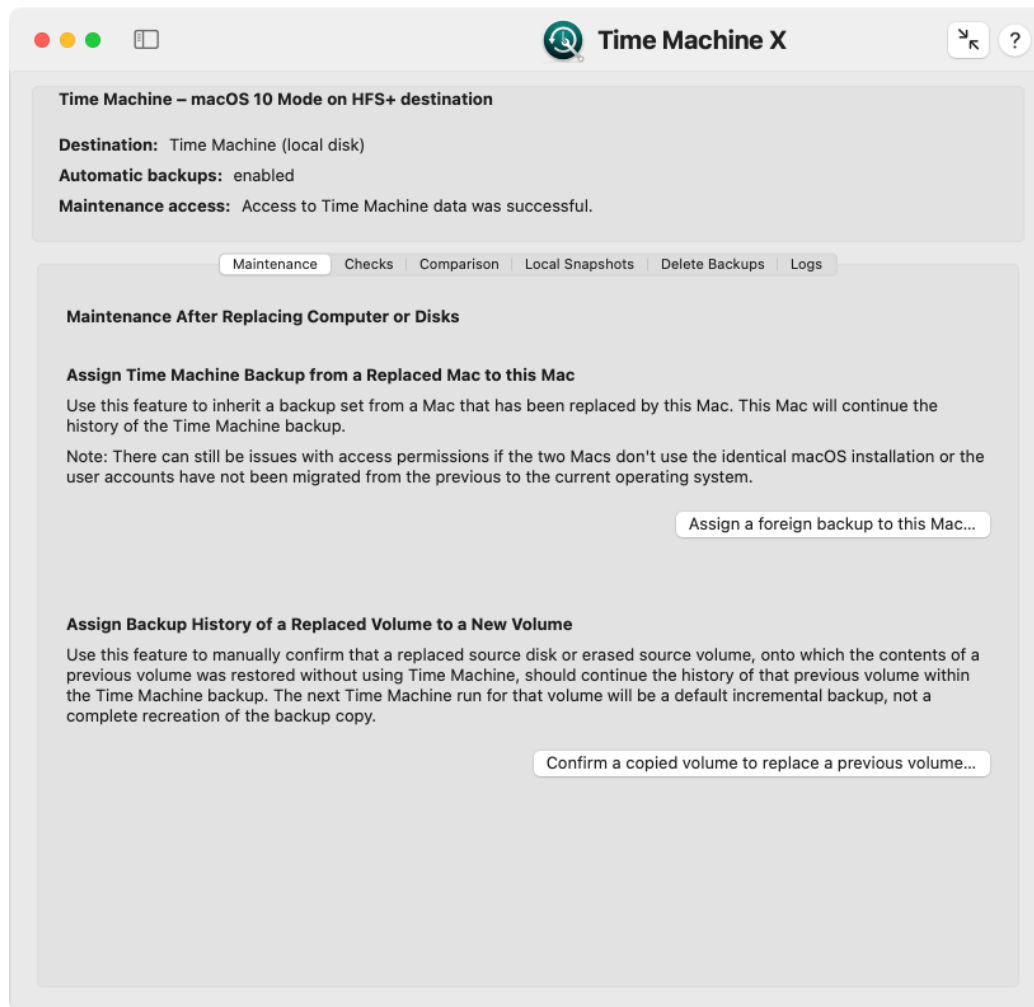 Time Machine X
?
Time Machine – macOS 10 Mode on HFS+ destination
Destination: Time Machine (local disk)
Automatic backups: enabled
Maintenance access: Access to Time Machine data was successful.
Maintenance Checks Comparison Local Snapshots Delete Backups Logs
Maintenance After Replacing Computer or Disks
Assign Time Machine Backup from a Replaced Mac to this Mac
Use this feature to inherit a backup set from a Mac that has been replaced by this Mac. This Mac will continue the
history of the Time Machine backup.
Note: There can still be issues with access permissions if the two Macs don't use the identical macOS installation or the
user accounts have not been migrated from the previous to the current operating system.
Assign a foreign backup to this Mac...
Assign Backup History of a Replaced Volume to a New Volume
Use this feature to manually confirm that a replaced source disk or erased source volume, onto which the contents of a
previous volume was restored without using Time Machine, should continue the history of that previous volume within
the Time Machine backup. The next Time Machine run for that volume will be a default incremental backup, not a
complete recreation of the backup copy.
Confirm a copied volume to replace a previous volume...